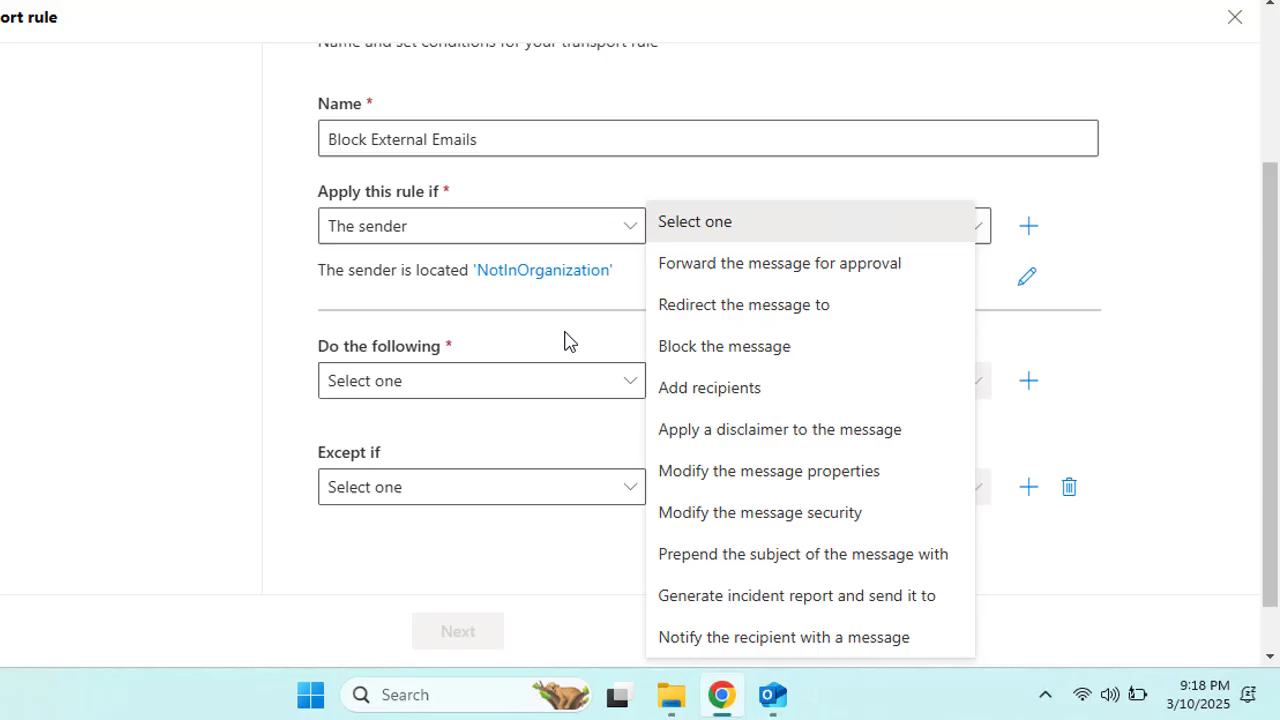 ort rule
Name and set conditions for your transport rule
Name *
Block External Emails
Apply this rule if *
The sender
The sender is located 'NotInOrganization'
Do the following *
Select one
Except if
Select one
Select one
Forward the message for approval
Redirect the message to
Block the message
Add recipients
Apply a disclaimer to the message
Modify the message properties
Modify the message security
Prepend the subject of the message with
Generate incident report and send it to
Notify the recipient with a message
Next
Search
9:18 PM
3/10/2025